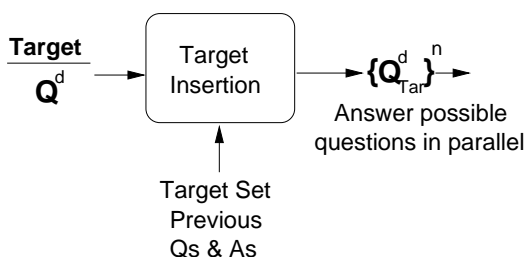 Target
Q^d
Target
Insertion
{Q^d_Tar}^n
Answer possible
questions in parallel
Target Set
Previous
Qs & As